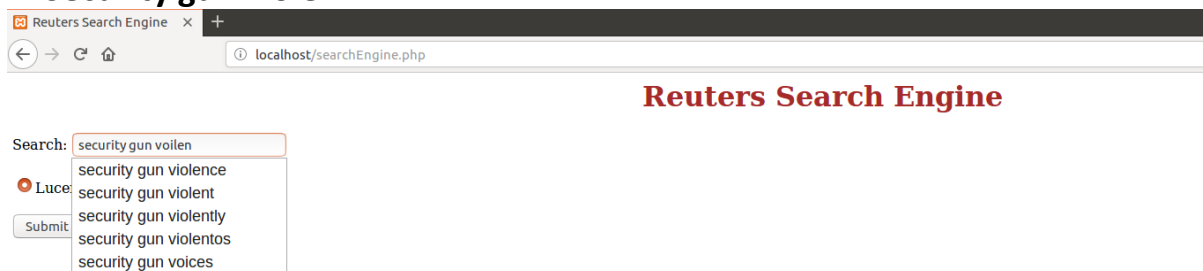 Reuters Search Engine × +
localhost/searchEngine.php
Reuters Search Engine
Search: security gun voilen
security gun violence
Luce
security gun violent
security gun violently
Submit
security gun violentos
security gun voices